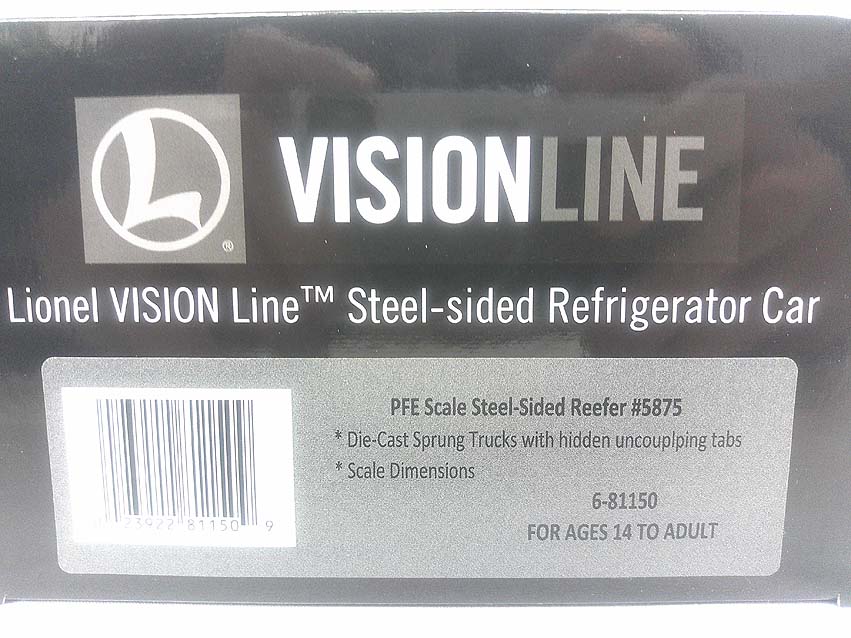 VISIONLINE
®
Lionel VISION Line™ Steel-sided Refrigerator Car
PFE Scale Steel-Sided Reefer #5875
* Die-Cast Sprung Trucks with hidden uncouplping tabs
* Scale Dimensions
6-81150
FOR AGES 14 TO ADULT
0 23922 81150 9